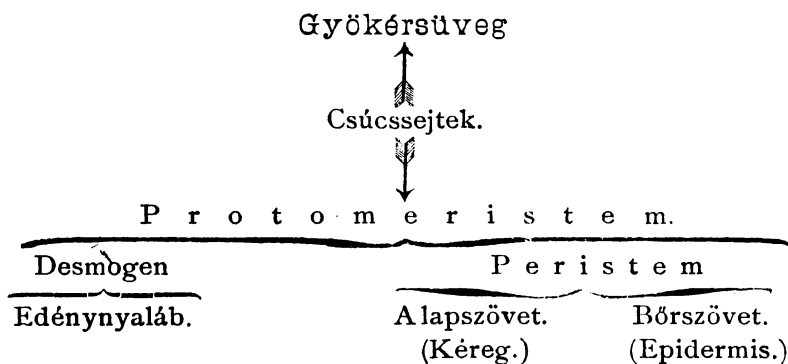 Gyökérsüveg
Csúcssejtek.
Protomeristem.
Desmogen Peristem
Edénynyaláb. Alapszövet. Bőrszövet.
(Kéreg.) (Epidermis.)